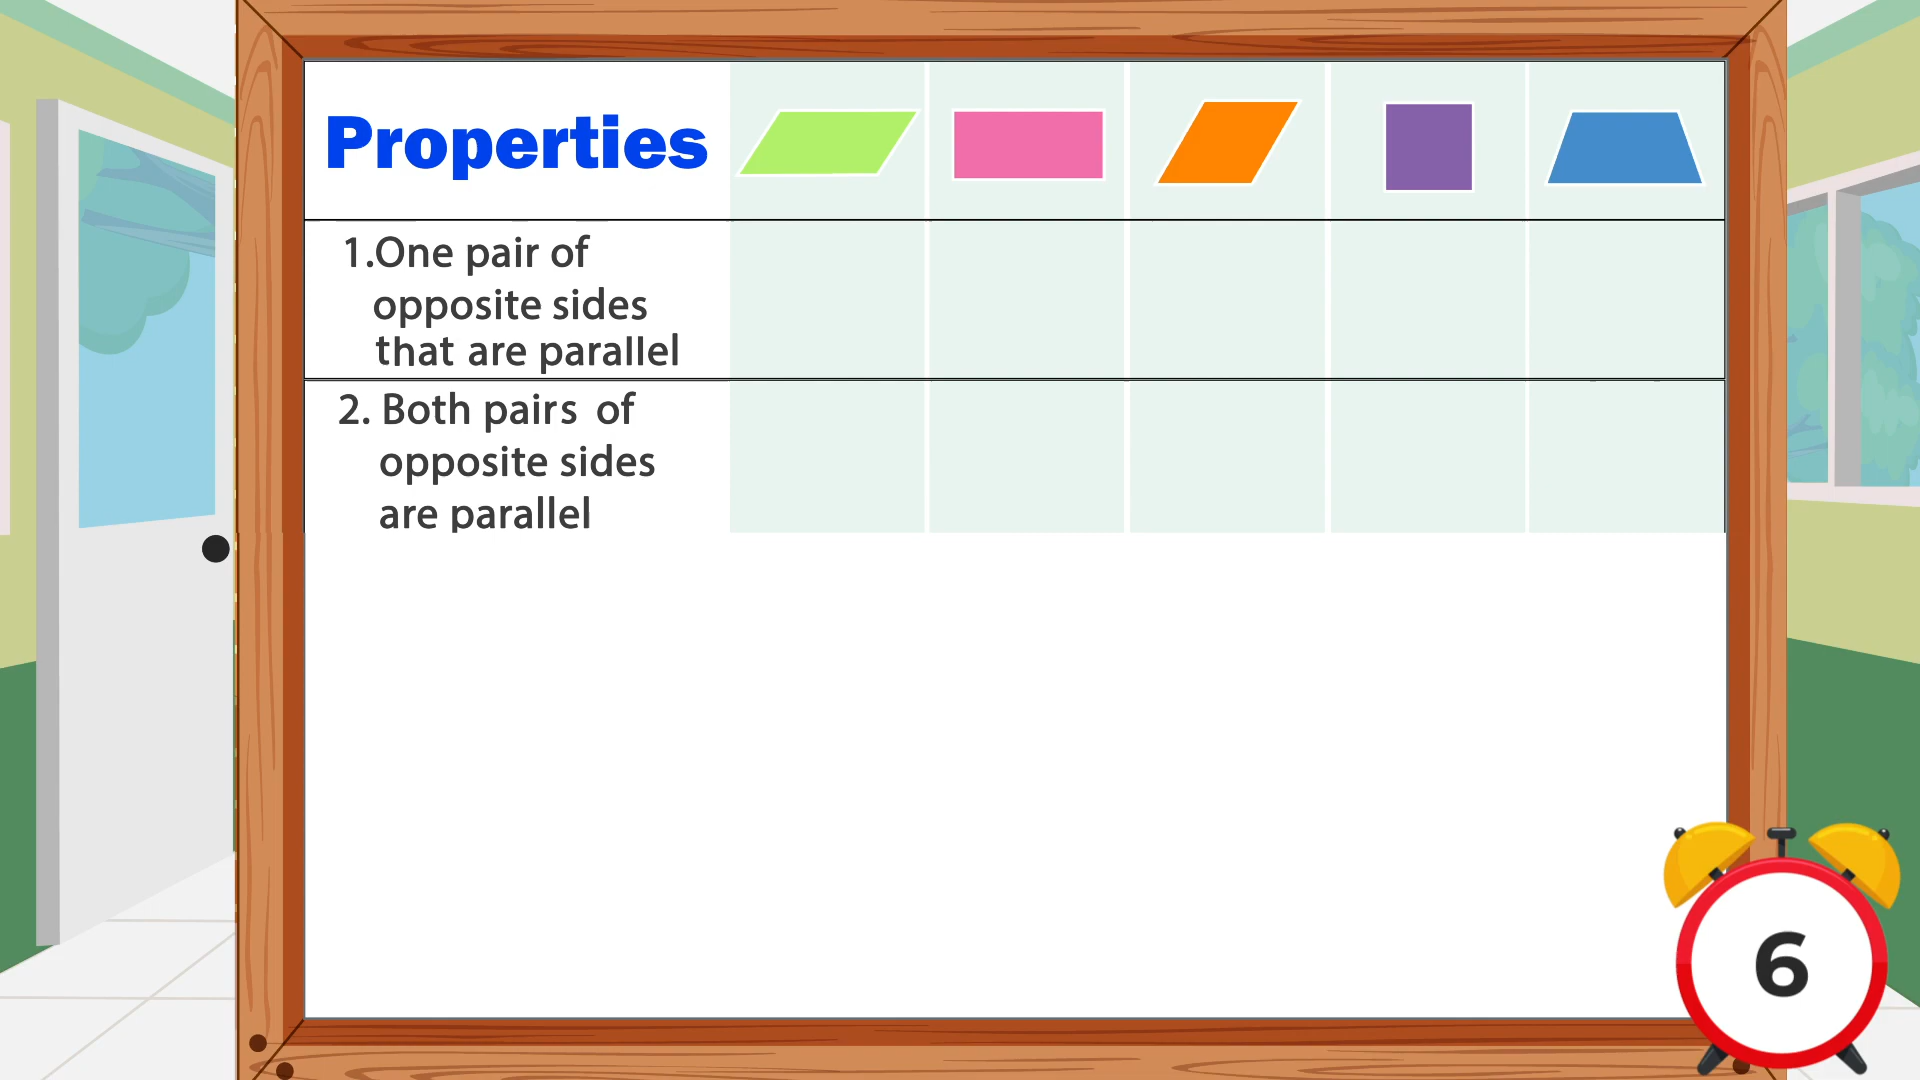 Properties
1.One pair of
opposite sides
that are parallel
2. Both pairs of
opposite sides
are parallel
6